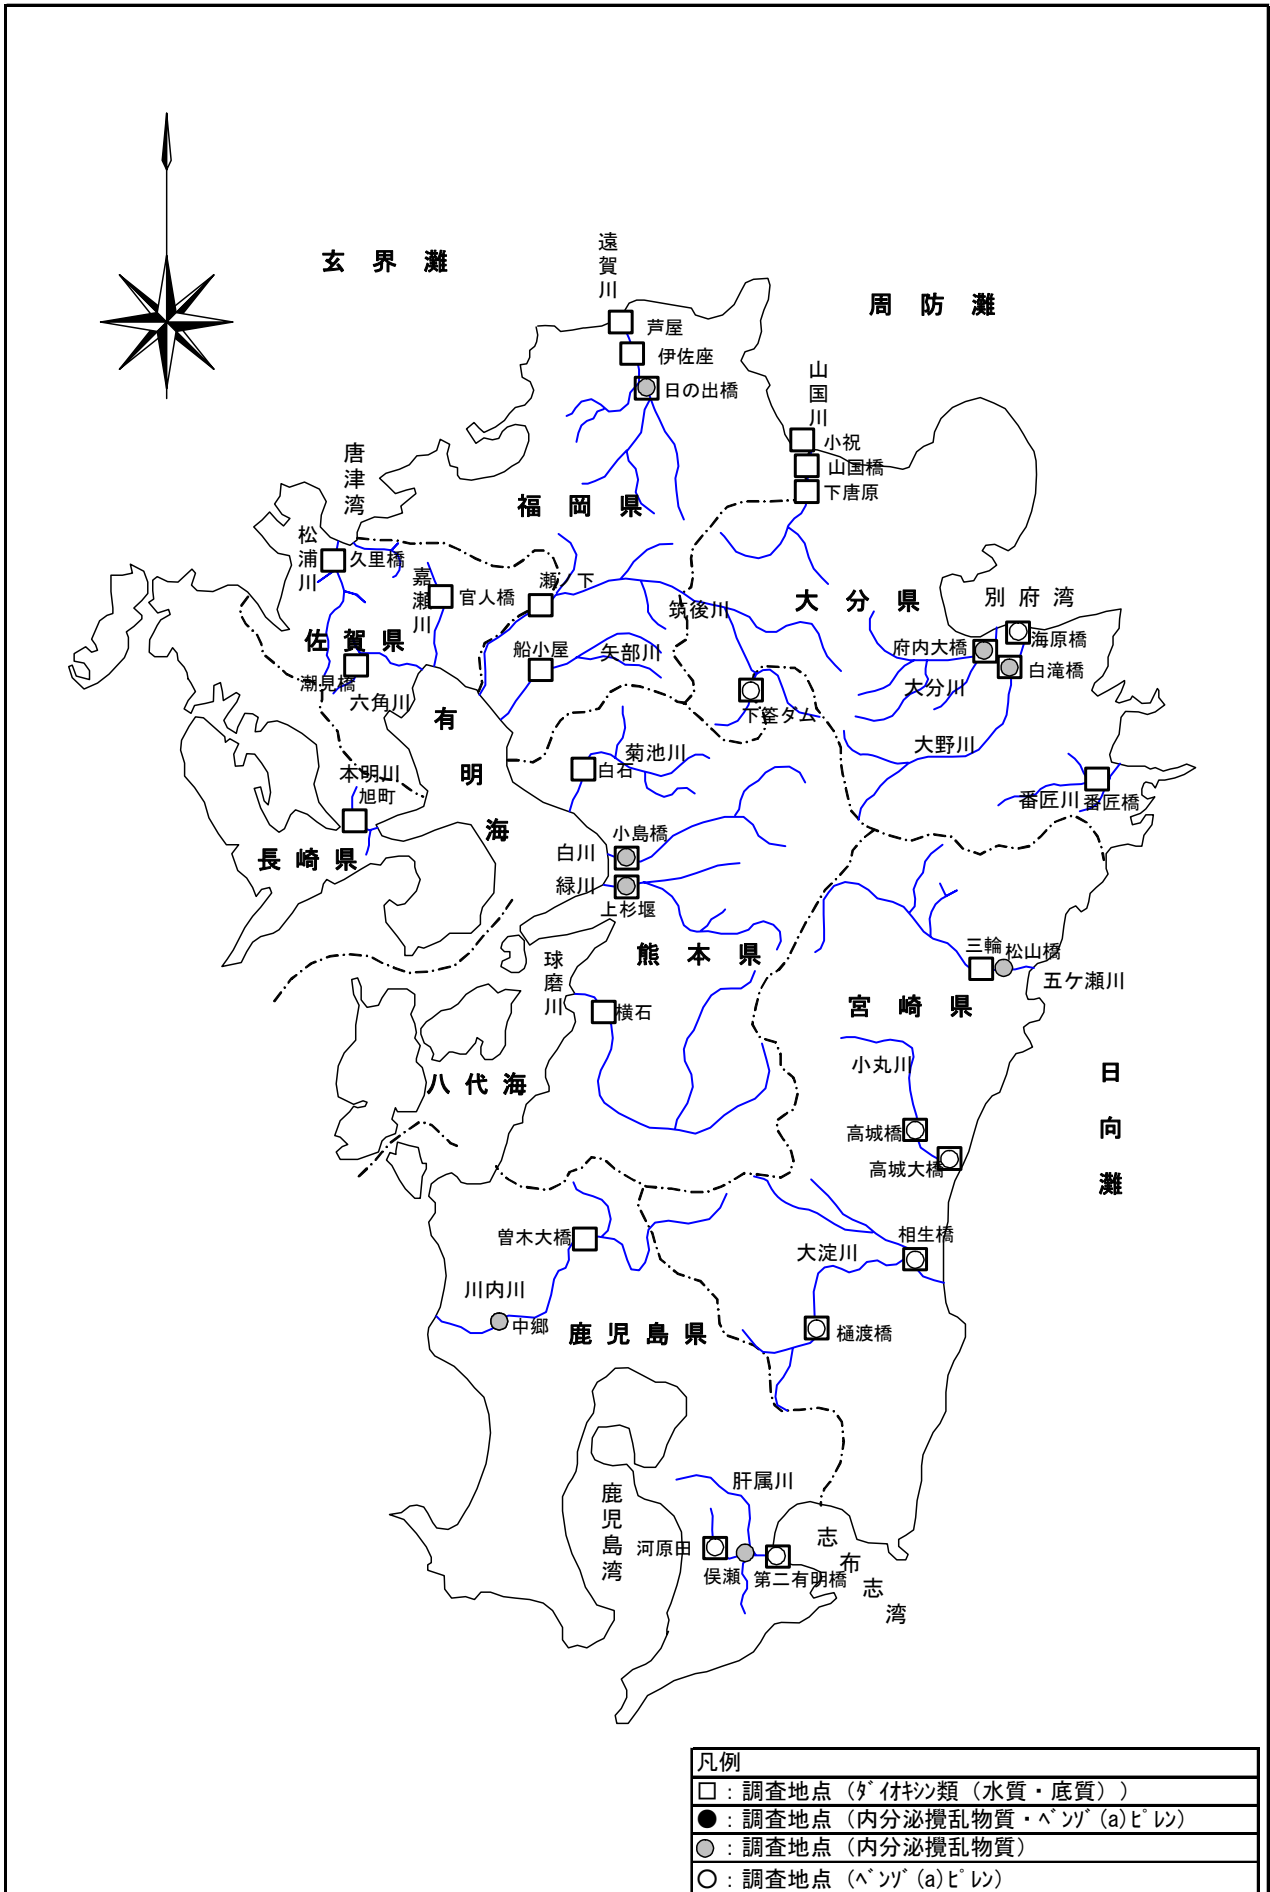 玄界灘
遠賀川
周防灘
芦屋
伊佐座
日の出橋
山国川
小祝
山国橋
下唐原
唐津湾
福岡県
松浦川
久里橋
嘉瀬川
官人橋
瀬ノ下
筑後川
大分県
別府湾
海原橋
府内大橋
白滝橋
佐賀県
船小屋
矢部川
潮見橋
六角川
大分川
下筌ダム
有明海
大野川
菊池川
白石
本明川
旭町
番匠川
番匠橋
長崎県
小島橋
白川
緑川
上杉堰
熊本県
球磨川
三輪
松山橋
五ケ瀬川
横石
宮崎県
小丸川
日向灘
八代海
高城橋
高城大橋
曽木大橋
相生橋
大淀川
川内川
中郷
鹿児島県
樋渡橋
肝属川
鹿児島湾
河原田
俣瀬
第二有明橋
志布志湾
凡例
□：調査地点（ﾀﾞｲｵｷｼﾝ類（水質・底質））
●：調査地点（内分泌攪乱物質・ﾍﾞﾝｿﾞ(a)ﾋﾟﾚﾝ）
●：調査地点（内分泌攪乱物質）
○：調査地点（ﾍﾞﾝｿﾞ(a)ﾋﾟﾚﾝ）